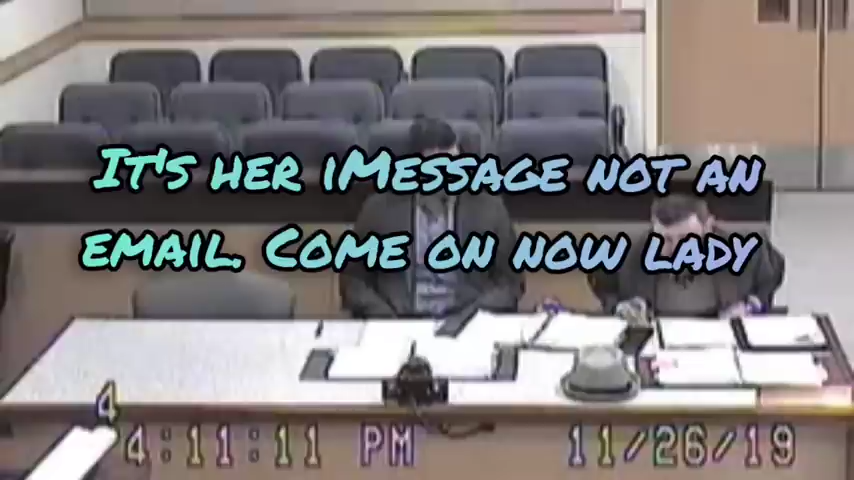 It's her iMessage not an
email. Come on now lady
4
4:11:11 PM 11/26/19